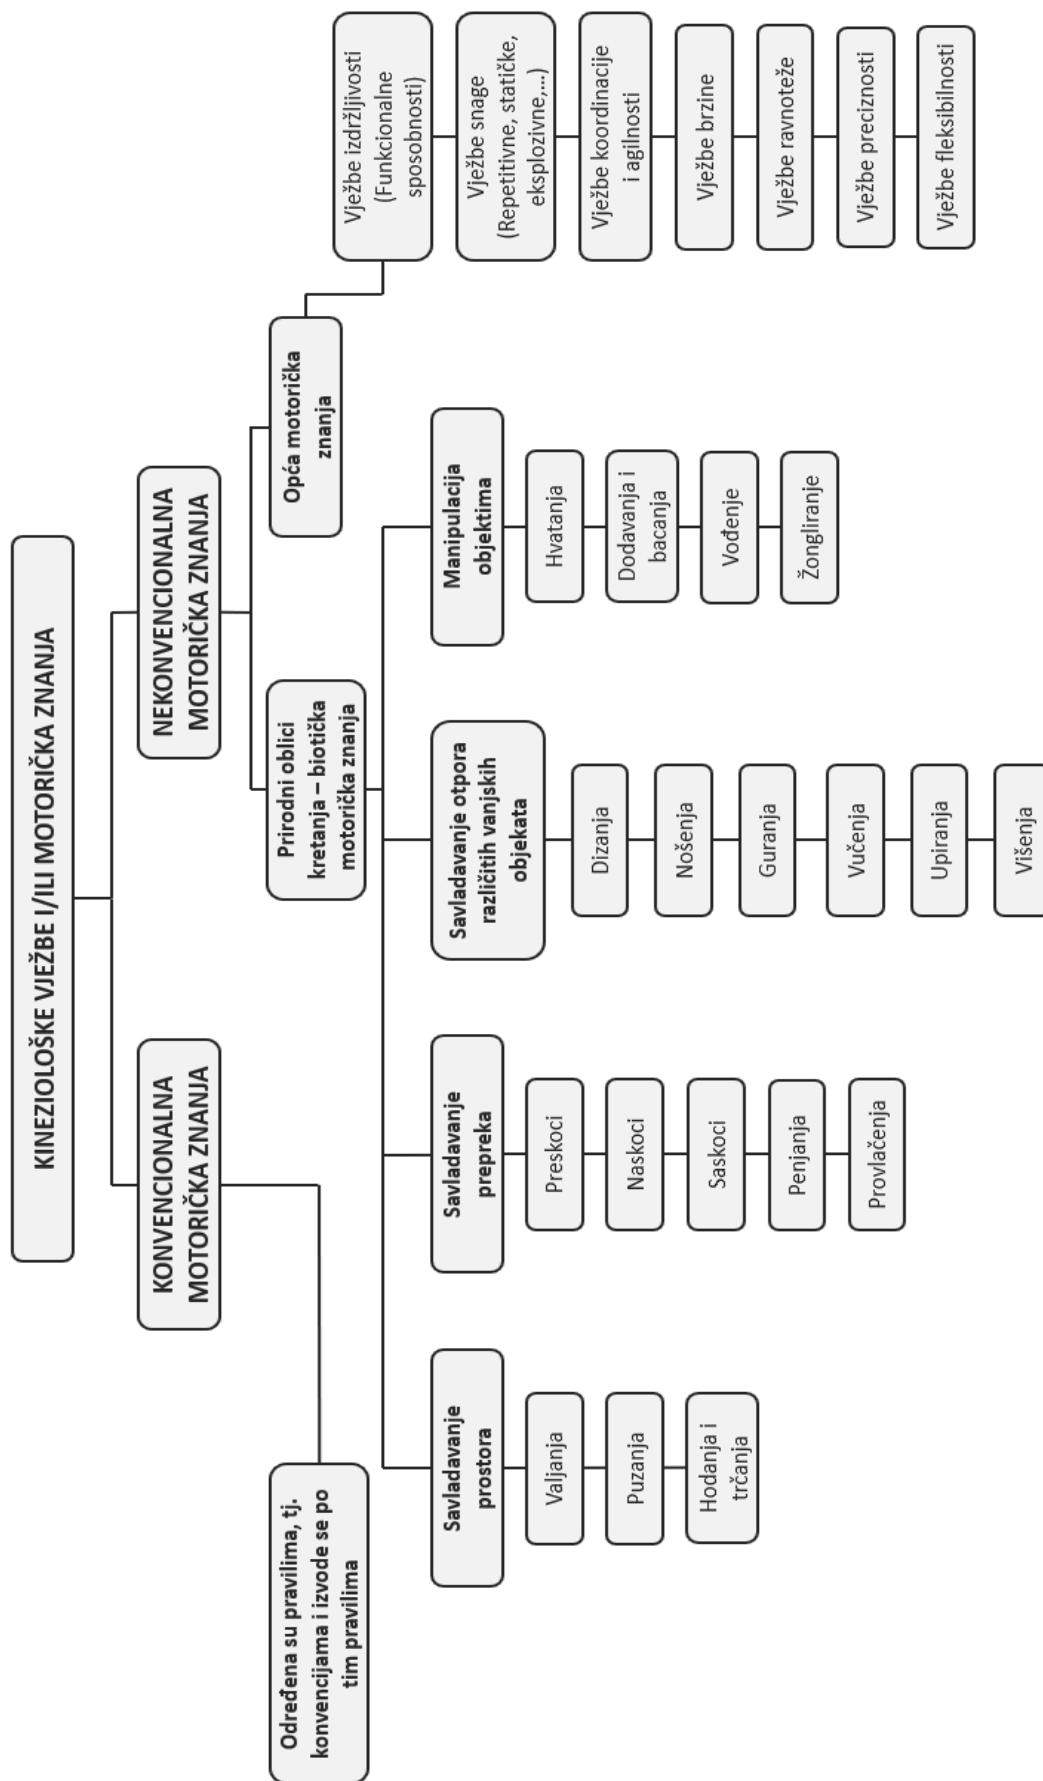 KINEZIOLOŠKE VJEŽBE I/ILI MOTORIČKA ZNANJA
KONVENCIONALNA
MOTORIČKA ZNANJA
NEKONVENCIONALNA
MOTORIČKA ZNANJA
Određena su pravilima, tj.
konvencijama i izvode se po
tim pravilima
Prirodni oblici
kretanja – biotička
motorička znanja
Opća motorička
znanja
Savladavanje
prostora
Valjanja
Puzanja
Hodanja i
trčanja
Savladavanje
prepreka
Preskoci
Naskoci
Saskoci
Penjanja
Provlačenja
Savladavanje otpora
različitih vanjskih
objekata
Dizanja
Nošenja
Guranja
Vučenja
Upiranja
Višenja
Manipulacija
objektima
Hvatanja
Dodavanja i
bacanja
Vođenje
Žongliranje
Vježbe izdržljivosti
(Funkcionalne
sposobnosti)
Vježbe snage
(Repetitivne, statičke,
eksplozivne,...)
Vježbe koordinacije
i agilnosti
Vježbe brzine
Vježbe ravnoteže
Vježbe preciznosti
Vježbe fleksibilnosti